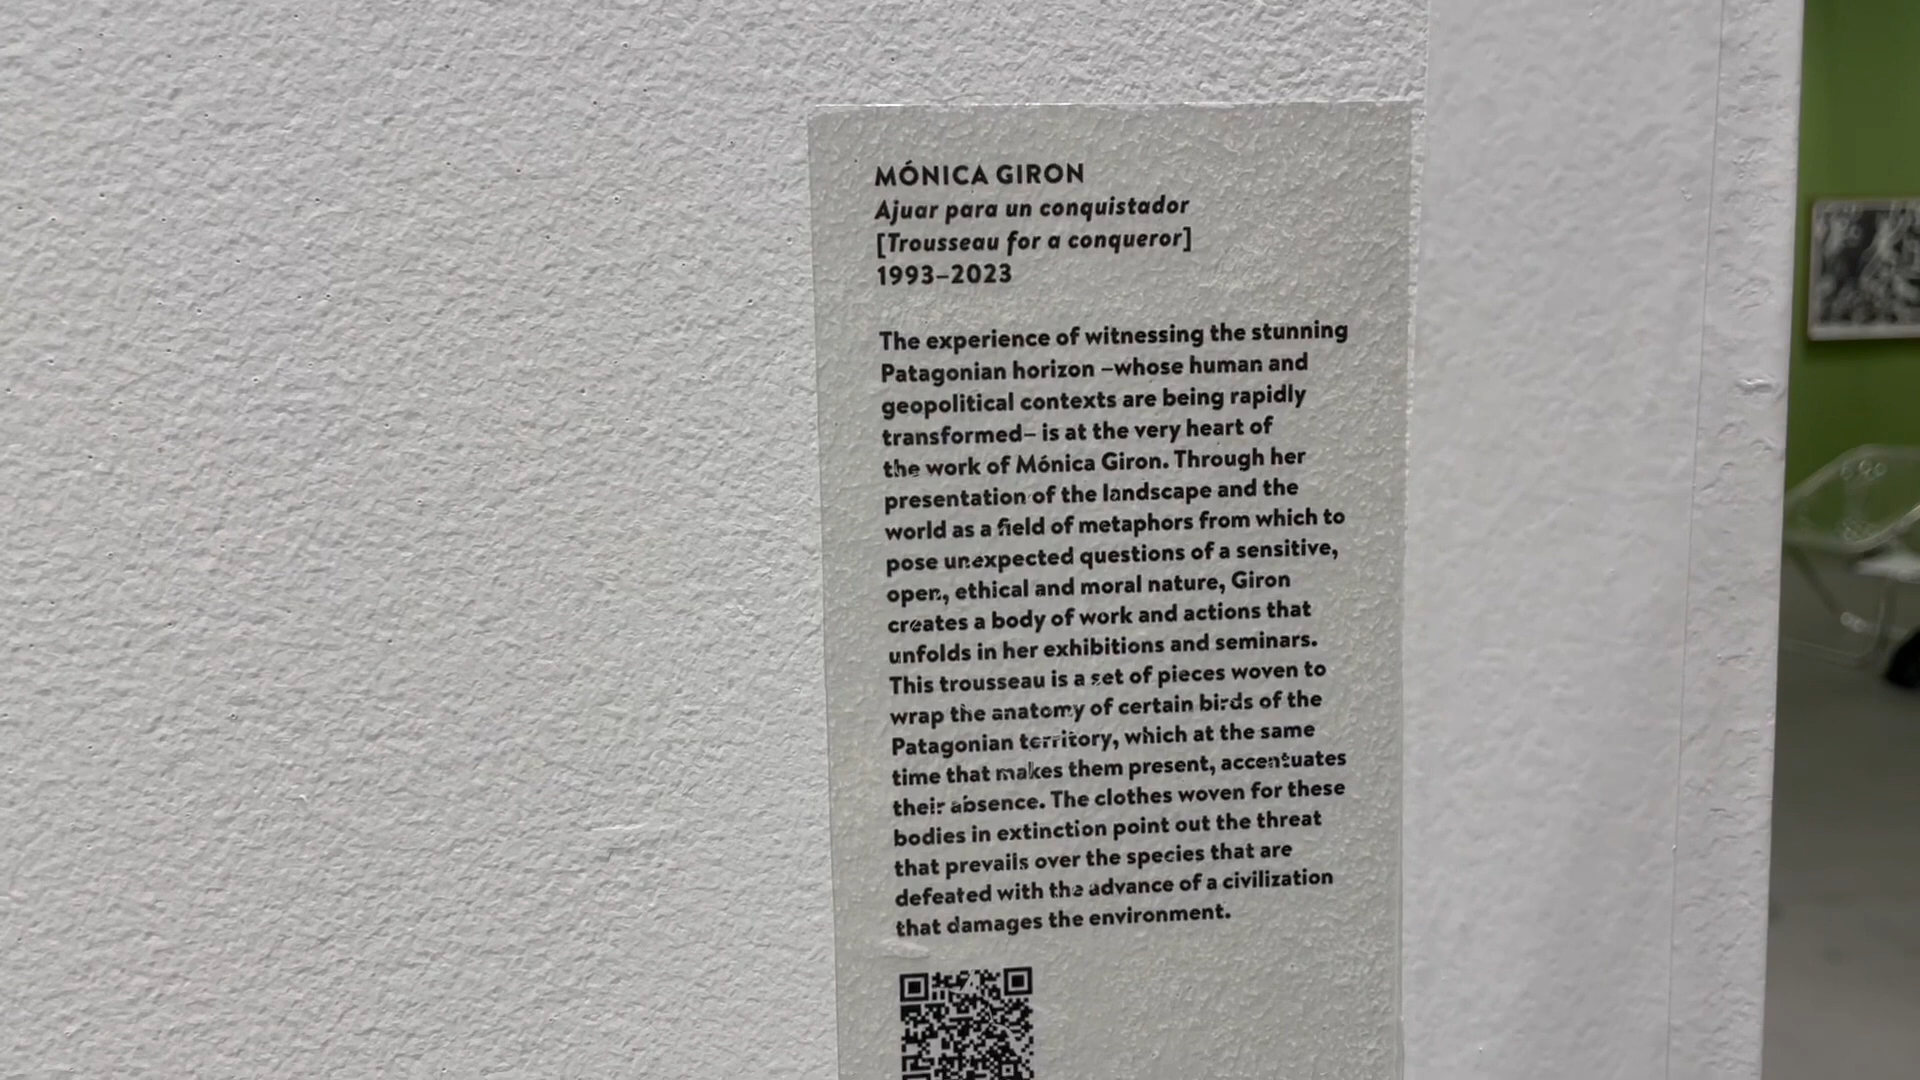 MÓNICA GIRON
Ajuar para un conquistador
[Trousseau for a conqueror]
1993–2023
The experience of witnessing the stunning
Patagonian horizon –whose human and
geopolitical contexts are being rapidly
transformed– is at the very heart of
the work of Mónica Giron. Through her
presentation of the landscape and the
world as a field of metaphors from which to
pose unexpected questions of a sensitive,
open, ethical and moral nature, Giron
creates a body of work and actions that
unfolds in her exhibitions and seminars.
This trousseau is a set of pieces woven to
wrap the anatomy of certain birds of the
Patagonian territory, which at the same
time that makes them present, accentuates
their absence. The clothes woven for these
bodies in extinction point out the threat
that prevails over the species that are
defeated with the advance of a civilization
that damages the environment.